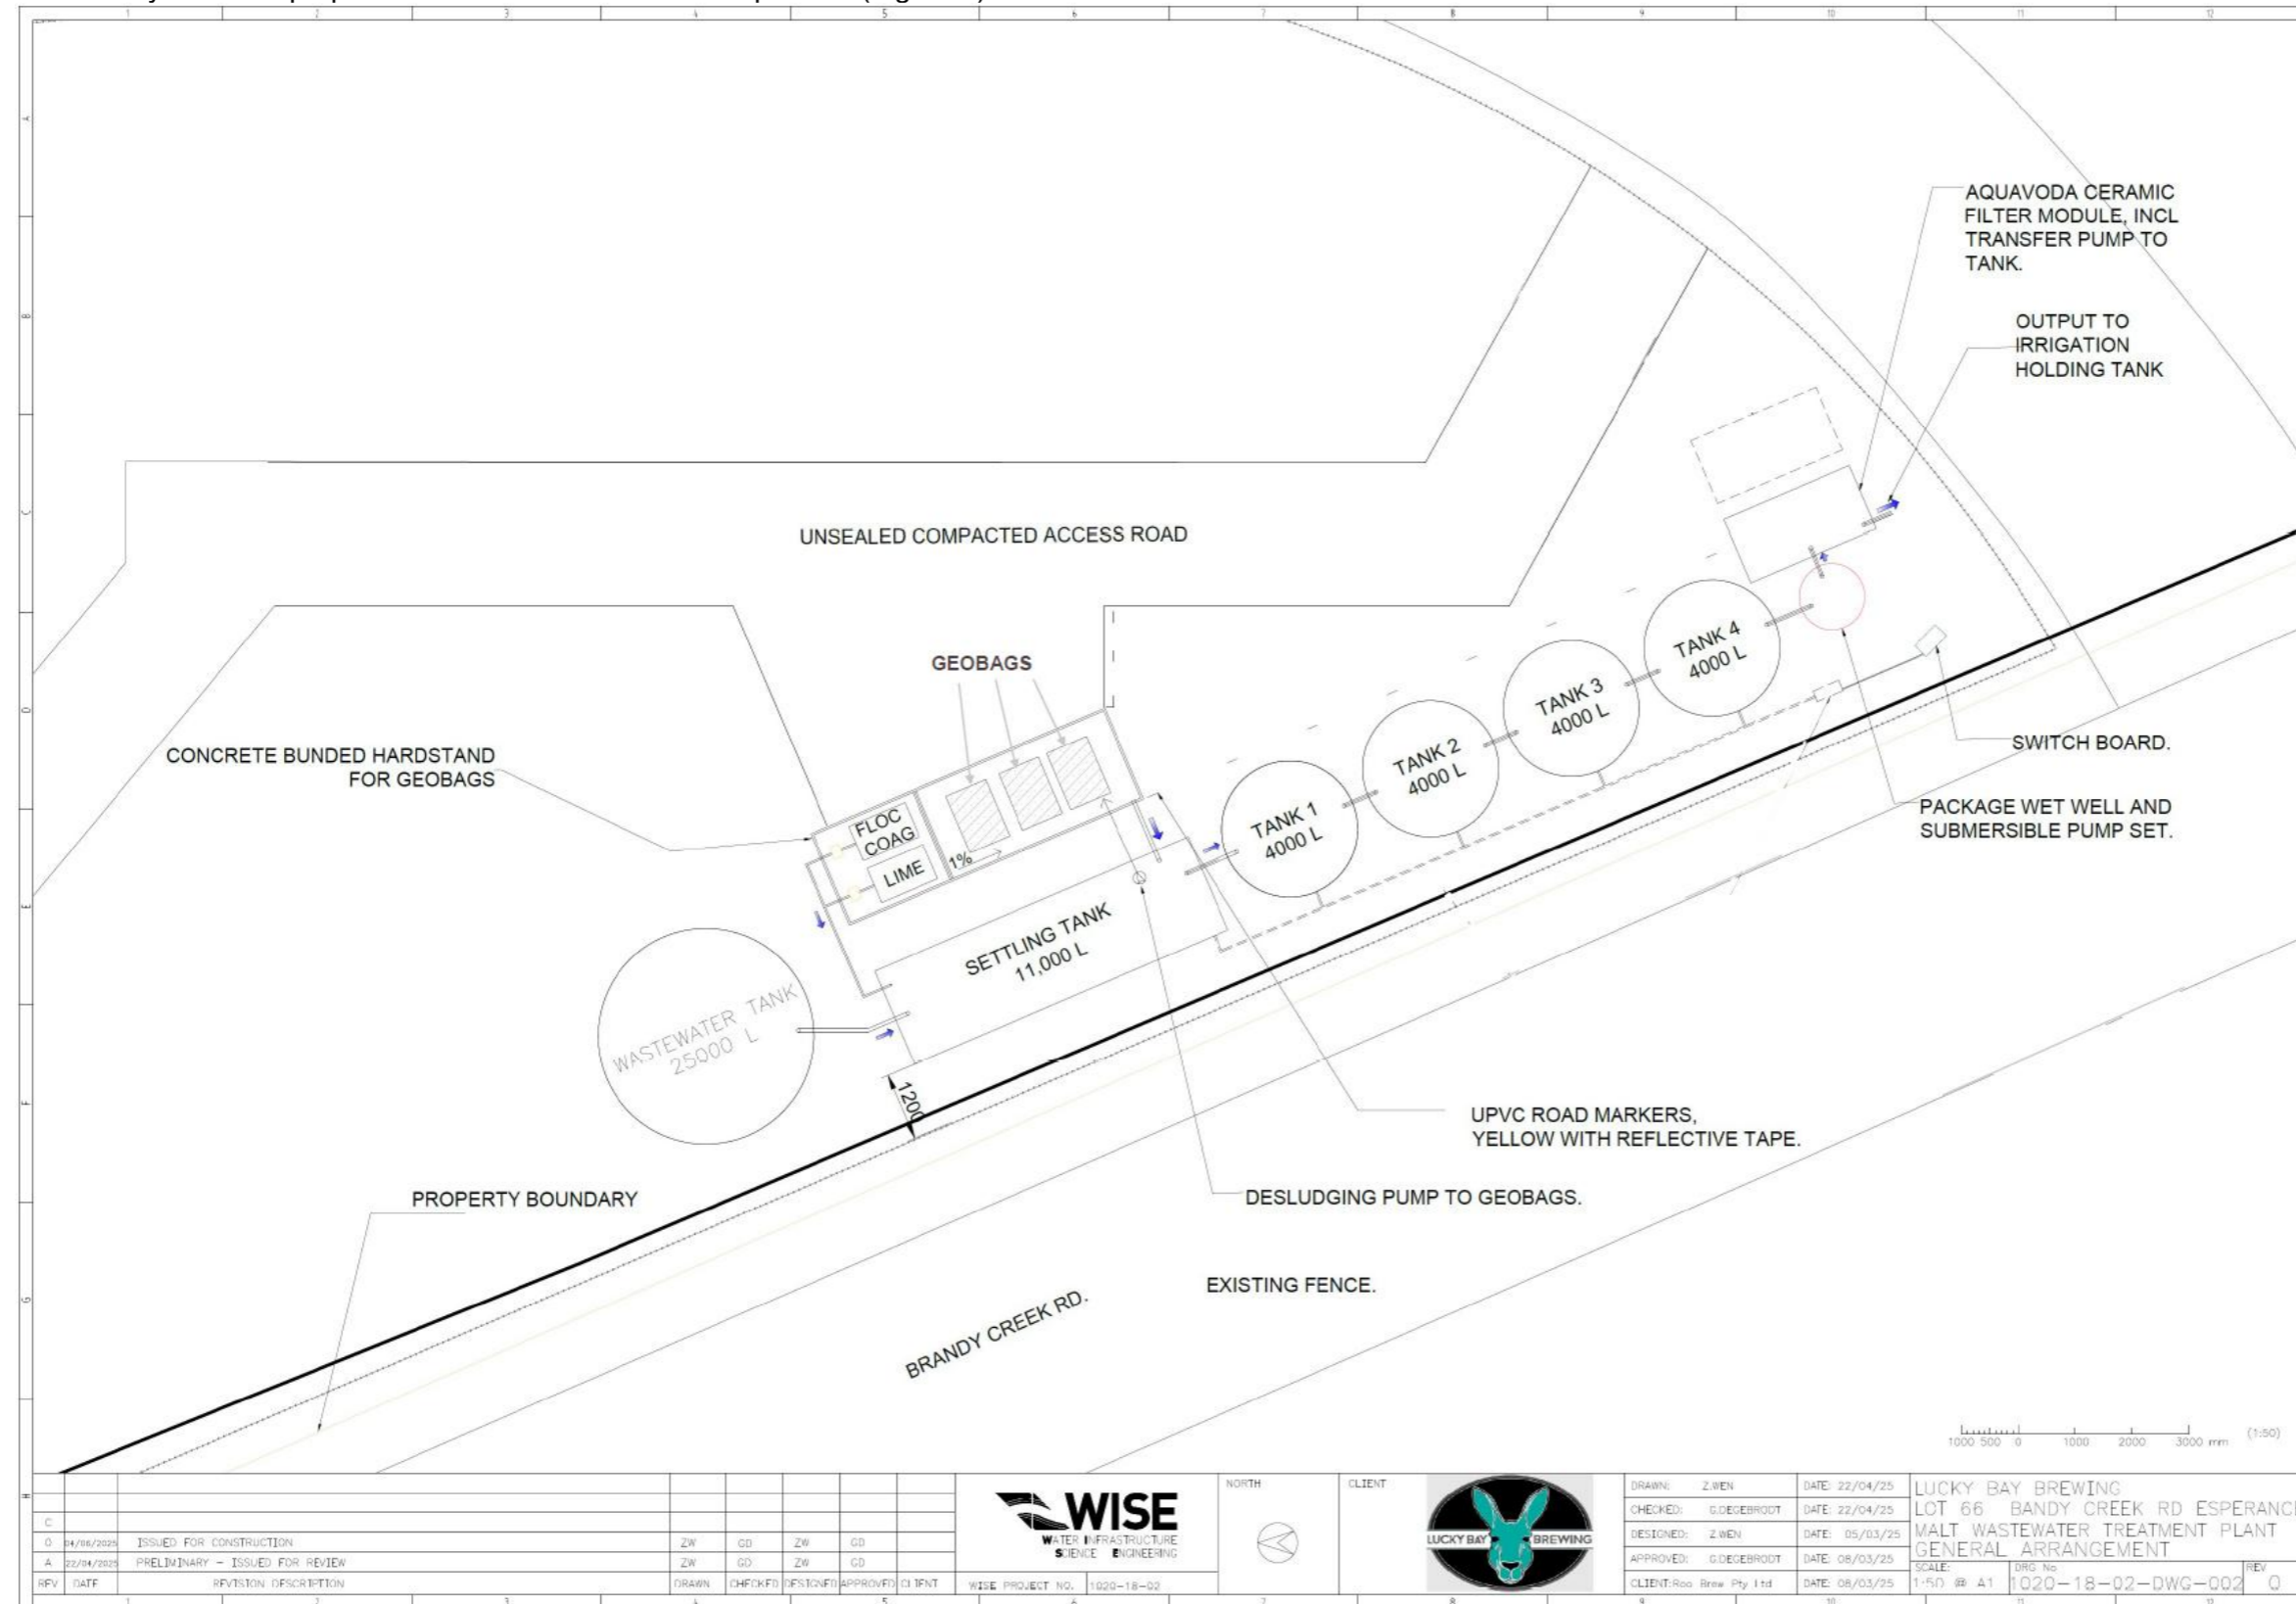 AQUAVODA CERAMIC
FILTER MODULE, INCL
TRANSFER PUMP TO
TANK.
OUTPUT TO
IRRIGATION
HOLDING TANK
UNSEALED COMPACTED ACCESS ROAD
GEOBAGS
TANK 4
4000 L
TANK 3
4000 L
TANK 2
4000 L
TANK 1
4000 L
SWITCH BOARD.
CONCRETE BUNDED HARDSTAND
FOR GEOBAGS
PACKAGE WET WELL AND
SUBMERSIBLE PUMP SET.
FLOC
COAG
LIME
1%
SETTLING TANK
11,000 L
WASTEWATER TANK
25000 L
1200
UPVC ROAD MARKERS,
YELLOW WITH REFLECTIVE TAPE.
PROPERTY BOUNDARY
DESLUDGING PUMP TO GEOBAGS.
EXISTING FENCE.
BRANDY CREEK RD.
1000 500 0 1000 2000 3000 mm (1:50)
C
0 04/06/2025 ISSUED FOR CONSTRUCTION ZW GD ZW GD
A 22/04/2025 PRELIMINARY - ISSUED FOR REVIEW ZW GD ZW GD
REV DATE REVISION DESCRIPTION DRAWN CHECKED DESIGNED APPROVED CLIENT
WISE
WATER INFRASTRUCTURE
SCIENCE ENGINEERING
WISE PROJECT NO. 1020-18-02
NORTH
CLIENT
LUCKY BAY BREWING
DRAWN: Z.WEN DATE: 22/04/25
CHECKED: G.DEGEBRODT DATE: 22/04/25
DESIGNED: Z.WEN DATE: 05/03/25
APPROVED: G.DEGEBRODT DATE: 08/03/25
CLIENT: Roo Brew Pty Ltd DATE: 08/03/25
LUCKY BAY BREWING
LOT 66 BANDY CREEK RD ESPERANCE
MALT WASTEWATER TREATMENT PLANT
GENERAL ARRANGEMENT
SCALE: 1:50 @ A1
DRG No 1020-18-02-DWG-002
REV 0